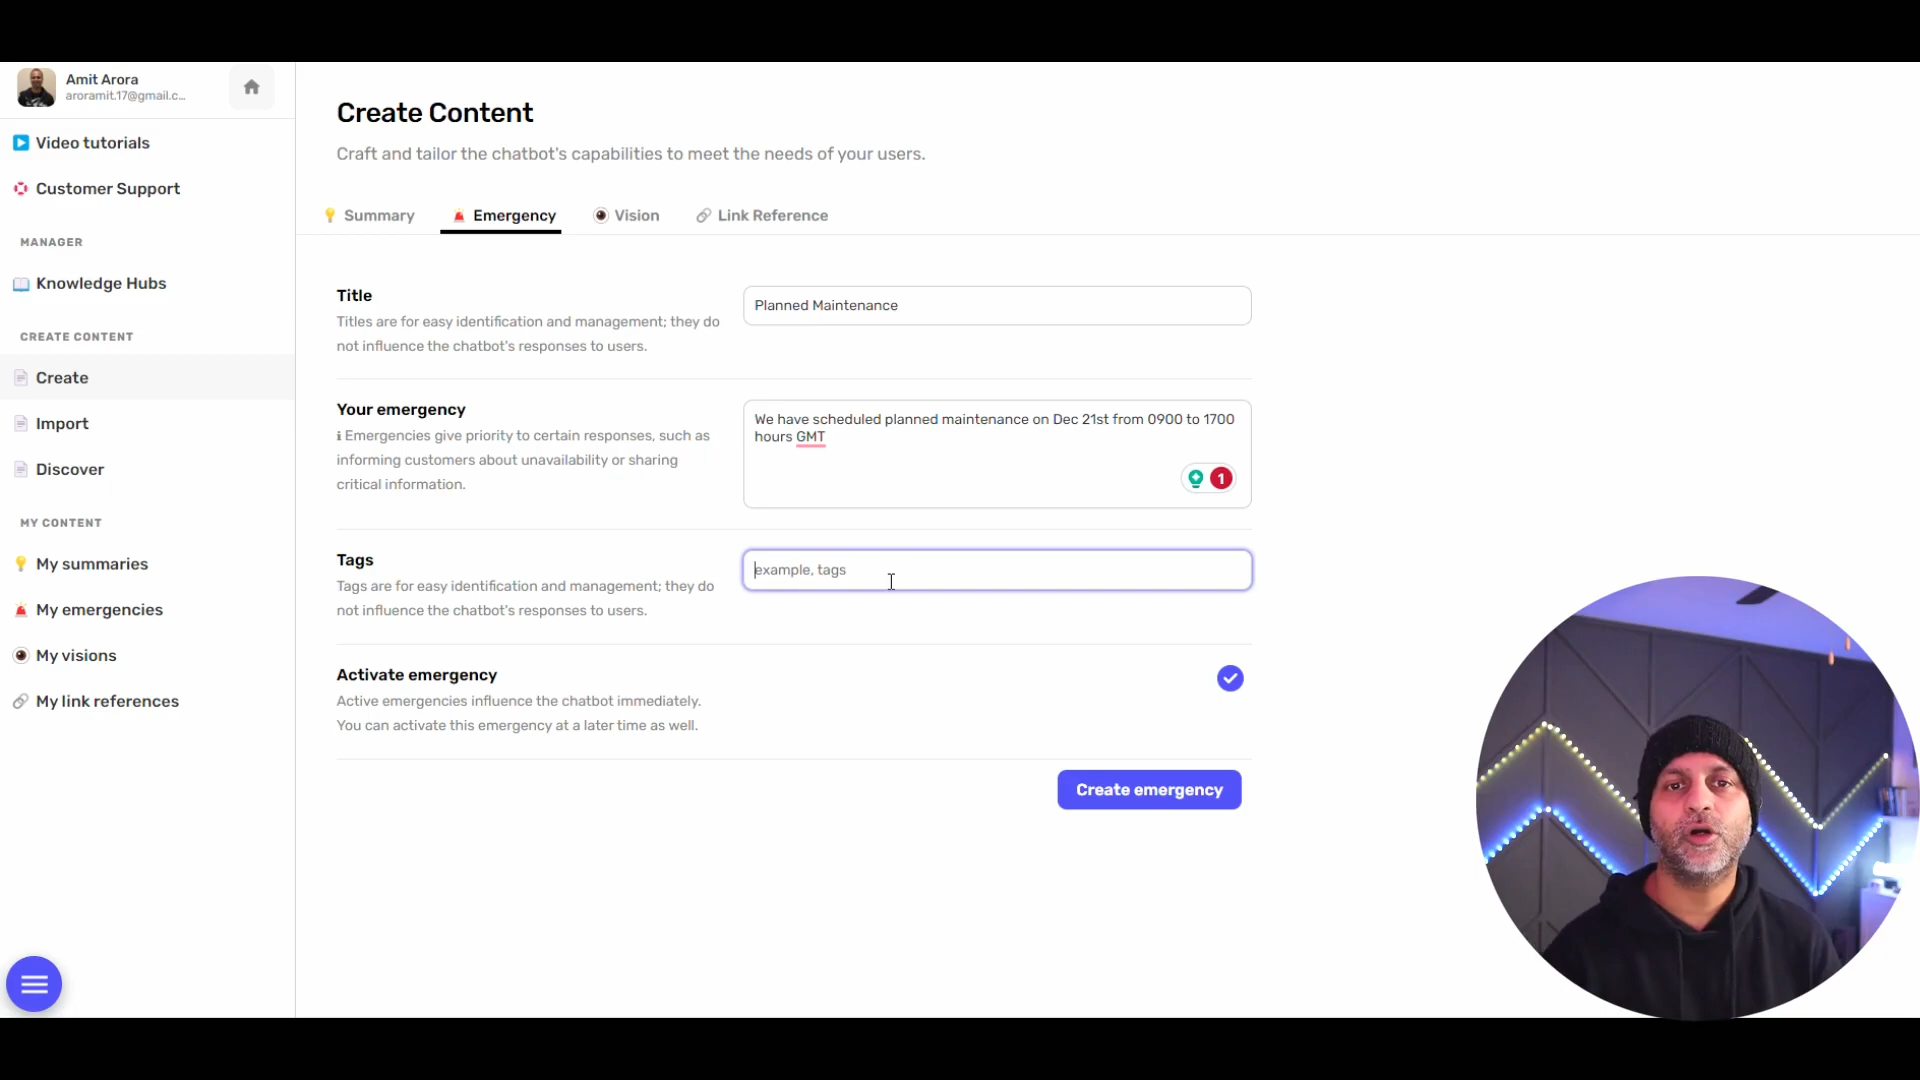 Amit Arora
aroramit.17@gmail.c...
Video tutorials
Customer Support
MANAGER
Knowledge Hubs
CREATE CONTENT
Create
Import
Discover
MY CONTENT
My summaries
My emergencies
My visions
My link references
Create Content
Craft and tailor the chatbot's capabilities to meet the needs of your users.
Summary
Emergency
Vision
Link Reference
Title
Titles are for easy identification and management; they do
not influence the chatbot's responses to users.
Planned Maintenance
Your emergency
ℹ Emergencies give priority to certain responses, such as
informing customers about unavailability or sharing
critical information.
We have scheduled planned maintenance on Dec 21st from 0900 to 1700
hours GMT
1
Tags
Tags are for easy identification and management; they do
not influence the chatbot's responses to users.
example, tags
Activate emergency
Active emergencies influence the chatbot immediately.
You can activate this emergency at a later time as well.
Create emergency